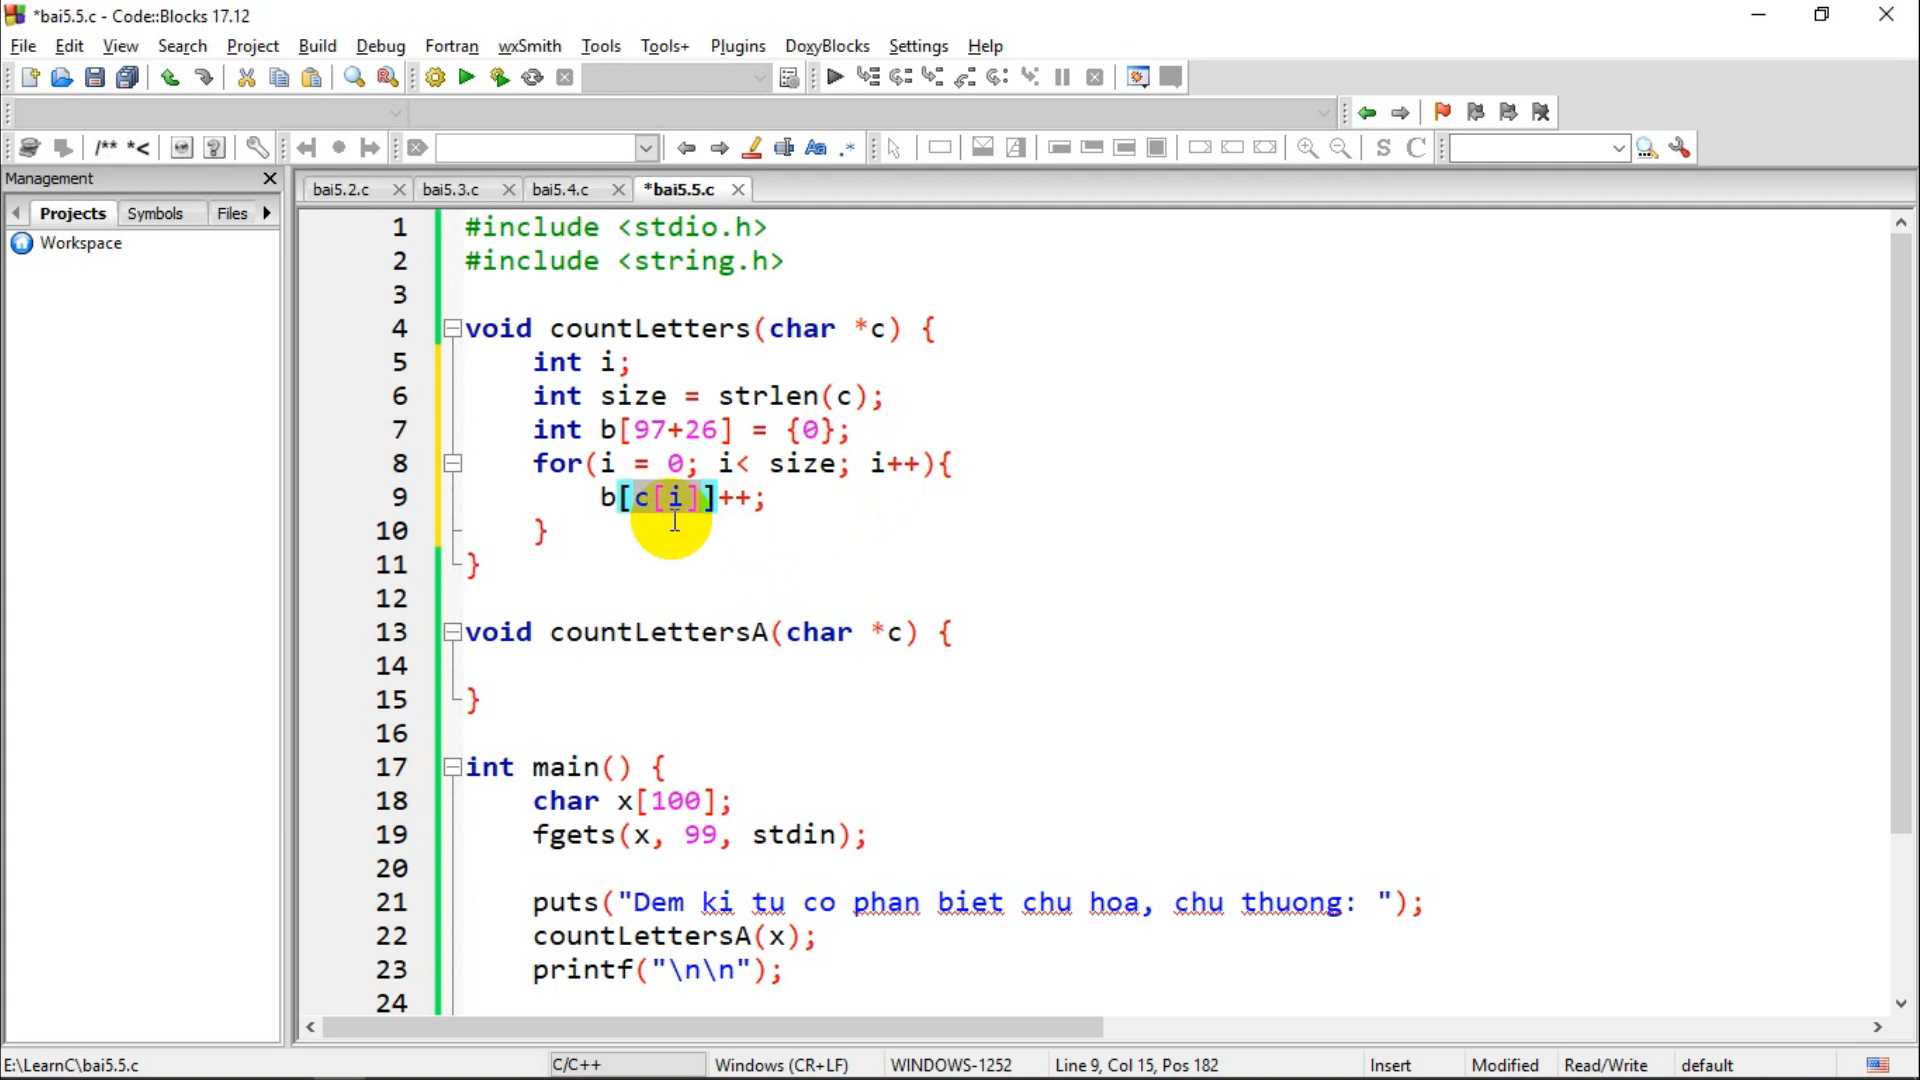 *bai5.5.c - Code::Blocks 17.12
File Edit View Search Project Build Debug Fortran wxSmith Tools Tools+ Plugins DoxyBlocks Settings Help
/** *< Aa .* S C
Management
bai5.2.c bai5.3.c bai5.4.c *bai5.5.c
Projects Symbols Files
Workspace
1 #include <stdio.h>
2 #include <string.h>
3
4 void countLetters(char *c) {
5 int i;
6 int size = strlen(c);
7 int b[97+26] = {0};
8 for(i = 0; i< size; i++){
9 b[c[i]]++;
10 }
11 }
12
13 void countLettersA(char *c) {
14
15 }
16
17 int main() {
18 char x[100];
19 fgets(x, 99, stdin);
20
21 puts("Dem ki tu co phan biet chu hoa, chu thuong: ");
22 countLettersA(x);
23 printf("\n\n");
24
E:\LearnC\bai5.5.c C/C++ Windows (CR+LF) WINDOWS-1252 Line 9, Col 15, Pos 182 Insert Modified Read/Write default